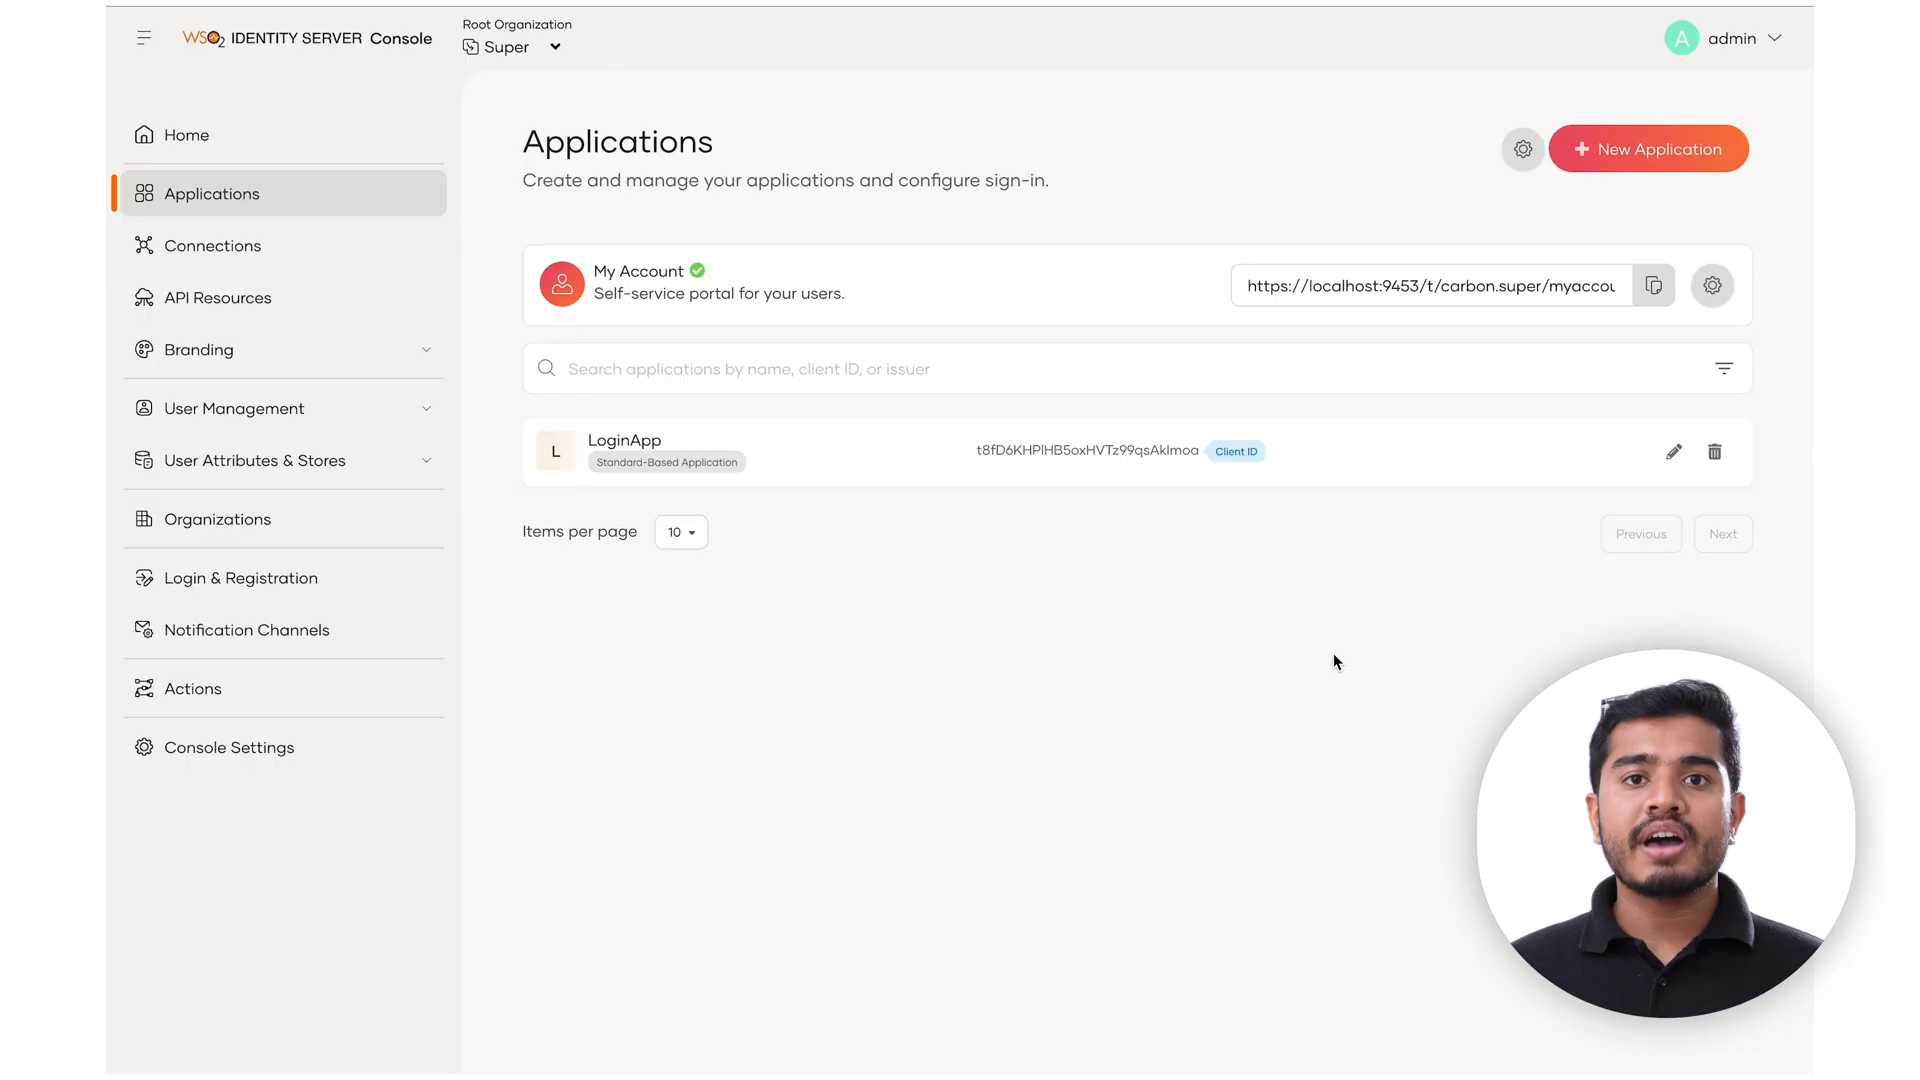 WSO2 IDENTITY SERVER Console
Root Organization
Super
A
admin
Home
Applications
Connections
API Resources
Branding
User Management
User Attributes & Stores
Organizations
Login & Registration
Notification Channels
Actions
Console Settings
Applications
Create and manage your applications and configure sign-in.
New Application
My Account
Self-service portal for your users.
https://localhost:9453/t/carbon.super/myaccou
Search applications by name, client ID, or issuer
L
LoginApp
Standard-Based Application
t8fD6KHPlHB5oxHVTz99qsAklmoa
Client ID
Items per page
10
Previous
Next